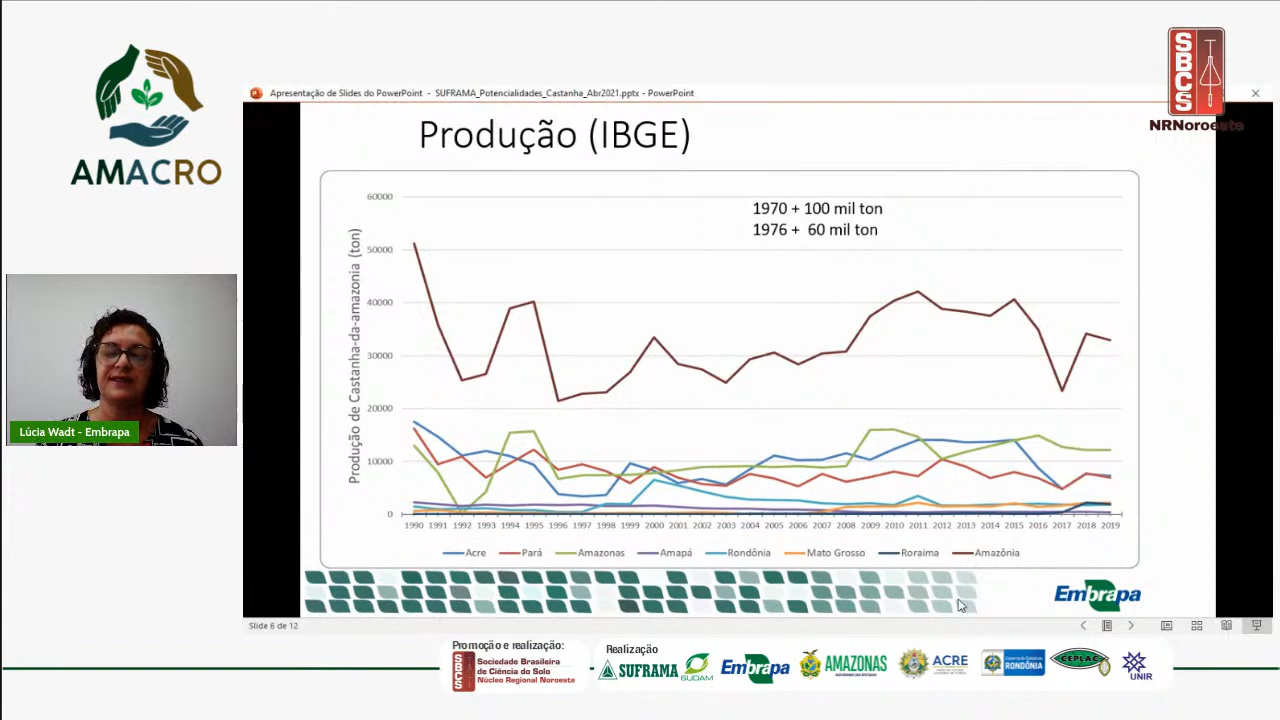 AMACRO
Apresentação de Slides do PowerPoint - SUFRAMA_Potencialidades_Castanha_Abr2021.pptx - PowerPoint
SBCS
NRNoroeste
Produção (IBGE)
1970 + 100 mil ton
1976 + 60 mil ton
Produção de Castanha-da-amazonia (ton)
60000
50000
40000
30000
20000
10000
0
1990 1991 1992 1993 1994 1995 1996 1997 1998 1999 2000 2001 2002 2003 2004 2005 2006 2007 2008 2009 2010 2011 2012 2013 2014 2015 2016 2017 2018 2019
Acre Pará Amazonas Amapá Rondônia Mato Grosso Roraima Amazônia
Embrapa
Lúcia Wadt - Embrapa
Slide 6 de 12
Promoção e realização:
SBCS
Sociedade Brasileira
de Ciência do Solo
Núcleo Regional Noroeste
Realização
SUFRAMA
SUDAM
Embrapa
AMAZONAS
ACRE
RONDÔNIA
CEPLAC
UNIR